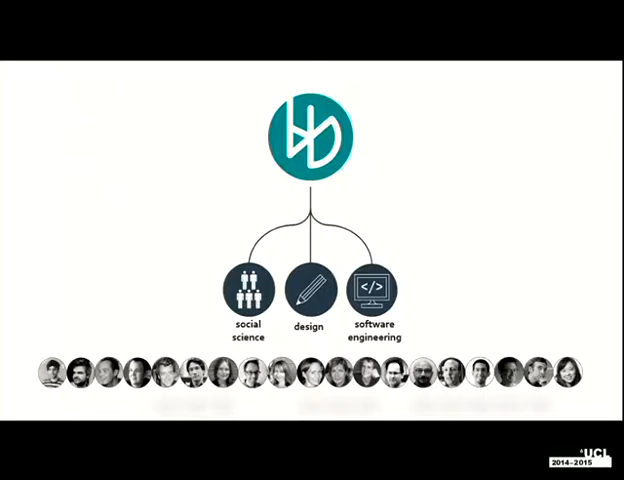 </>
social
science
design
software
engineering
UCL
2014-2015